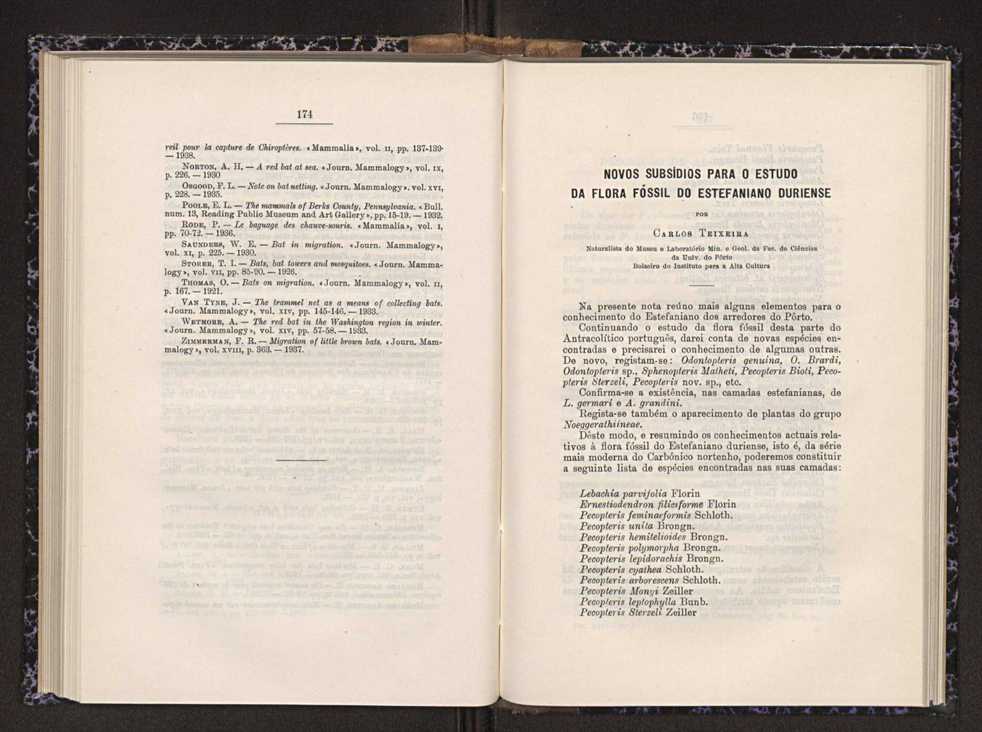 174
reil pour la capture de Chiroptères. «Mammalia», vol. II, pp. 137-139-
— 1938.
NORTON, A. H. — A red bat at sea. «Journ. Mammalogy», vol. IX,
p. 226. — 1930
OSGOOD, F. L. — Note on bat netting. «Journ. Mammalogy». vol. XVI,
p. 228. — 1935.
POOLE, E. L. — The mammals of Berks County, Pennsylvania. «Bull.
num. 13, Reading Public Museum and Art Gallery», pp. 15-19. — 1932.
RODE, P. — Le baguage des chauve-souris. «Mammalia», vol. I,
pp. 70-72. — 1936.
SAUNDERS, W. E. — Bat in migration. «Journ. Mammalogy»,
vol. XI, p. 225. — 1930.
STORER, T. I. — Bats, bat towers and mosquitoes. «Journ. Mamma-
logy», vol. VII, pp. 85-90. — 1926.
THOMAS, O. — Bats on migration. «Journ. Mammalogy», vol. II,
p. 167. — 1921.
VAN TYNE, J. — The trammel net as a means of collecting bats.
«Journ. Mammalogy», vol. XIV, pp. 145-146. — 1933.
WETMORE, A. — The red bat in the Washington region in winter.
«Journ. Mammalogy», vol. XIV, pp. 57-58. — 1933.
ZIMMERMAN, F. R. — Migration of little brown bats. «Journ. Mam-
malogy», vol. XVIII, p. 363. — 1937.
NOVOS SUBSÍDIOS PARA O ESTUDO
DA FLORA FÓSSIL DO ESTEFANIANO DURIENSE
POR
CARLOS TEIXEIRA
Naturalista do Museu e Laboratório Min. e Geol. da Fac. de Ciências
da Univ. do Pôrto
Bolseiro do Instituto para a Alta Cultura
Na presente nota reúno mais alguns elementos para o
conhecimento do Estefaniano dos arredores do Pôrto.
Continuando o estudo da flora fóssil desta parte do
Antracolítico português, darei conta de novas espécies en-
contradas e precisarei o conhecimento de algumas outras.
De novo, registam-se: Odontopteris genuina, O. Brardi,
Odontopteris sp., Sphenopteris Matheti, Pecopteris Bioti, Peco-
pteris Sterzeli, Pecopteris nov. sp., etc.
Confirma-se a existência, nas camadas estefanianas, de
L. germari e A. grandini.
Regista-se também o aparecimento de plantas do grupo
Noeggerathiineae.
Dêste modo, e resumindo os conhecimentos actuais rela-
tivos à flora fóssil do Estefaniano duriense, isto é, da série
mais moderna do Carbónico nortenho, poderemos constituir
a seguinte lista de espécies encontradas nas suas camadas:
Lebachia parvifolia Florin
Ernestiodendron filiciforme Florin
Pecopteris feminaeformis Schloth.
Pecopteris unita Brongn.
Pecopteris hemitelioides Brongn.
Pecopteris polymorpha Brongn.
Pecopteris lepidorachis Brongn.
Pecopteris cyathea Schloth.
Pecopteris arborescens Schloth.
Pecopteris Monyi Zeiller
Pecopteris leptophylla Bunb.
Pecopteris Sterzeli Zeiller